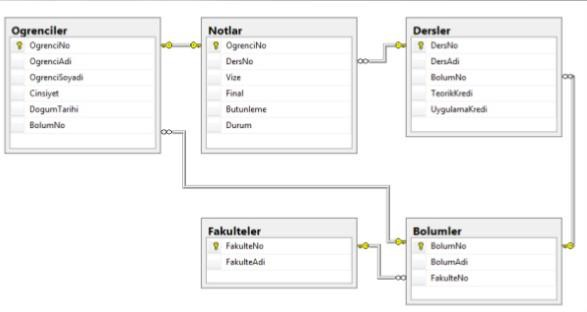 Ogrenciler
OgrenciNo
OgrenciAdi
OgrenciSoyadi
Cinsiyet
DogumTarihi
BolumNo
Notlar
OgrenciNo
DersNo
Vize
Final
Butunleme
Durum
Dersler
DersNo
DersAdi
BolumNo
TeorikKredi
UygulamaKredi
Fakulteler
FakulteNo
FakulteAdi
Bolumler
BolumNo
BolumAdi
FakulteNo